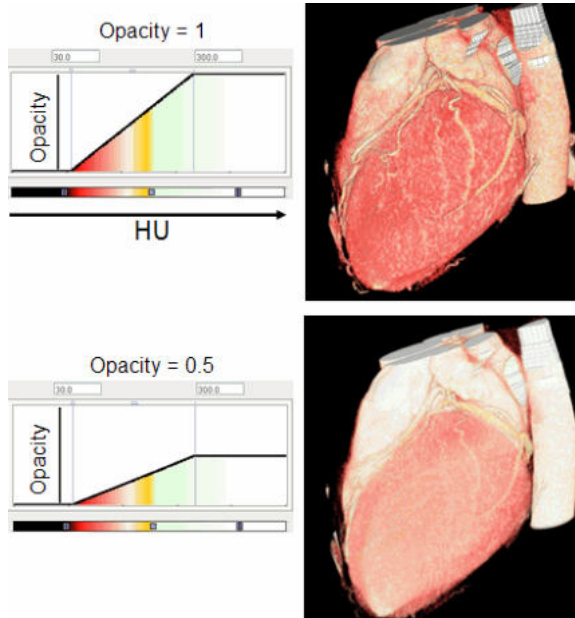 Opacity = 1
30.0 300.0
Opacity
HU
Opacity = 0.5
30.0 300.0
Opacity